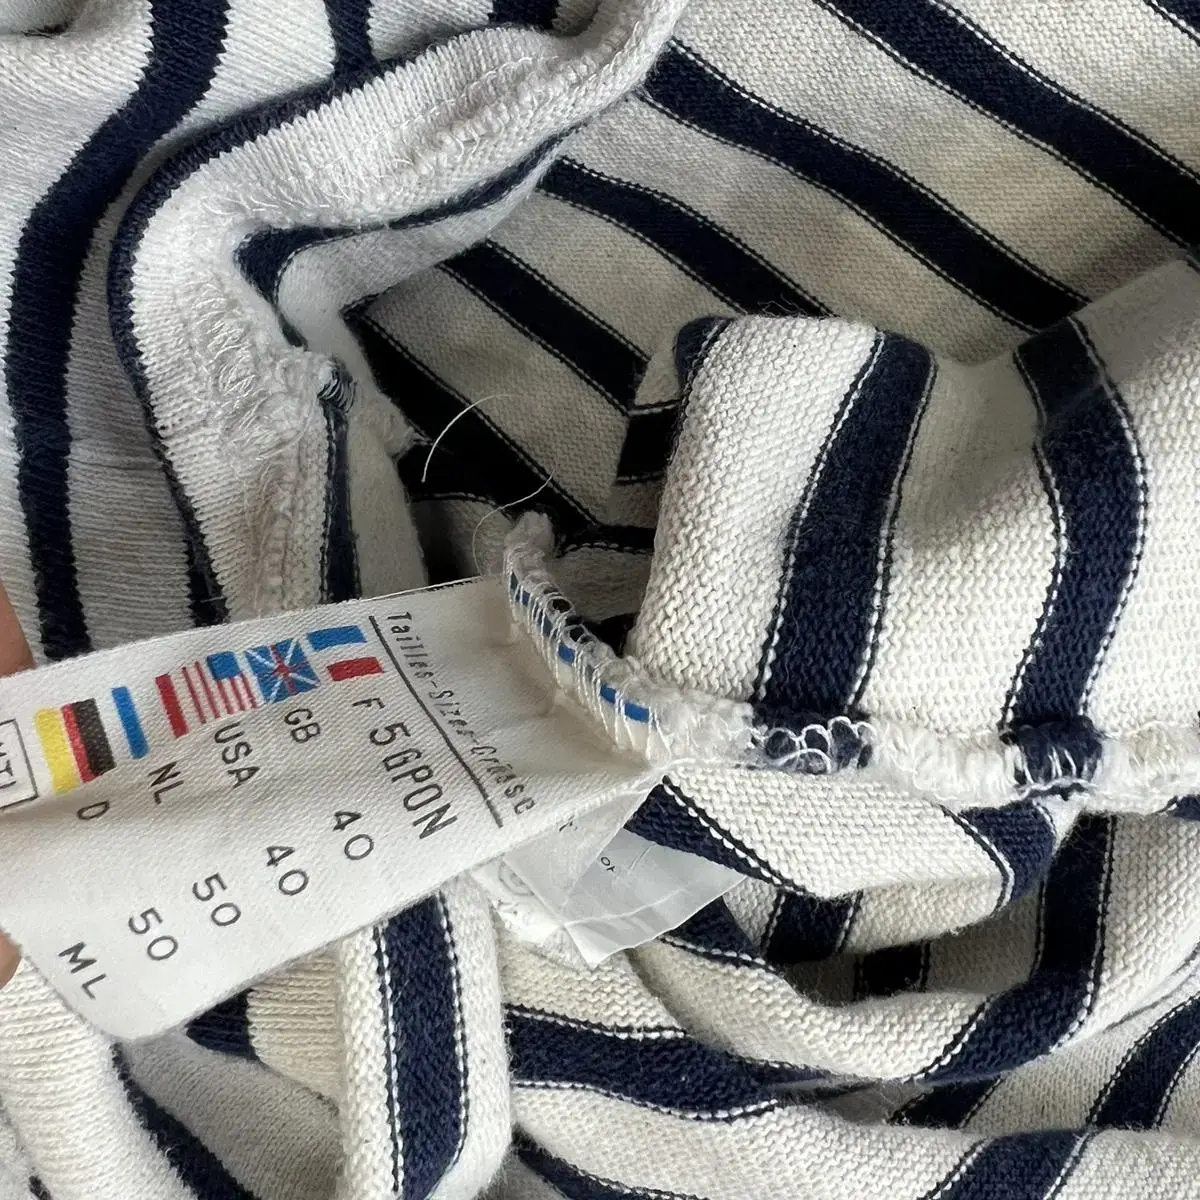 Tailles-Sizes-Grösse
F 5GPON
GB 40
USA 40
NL 50
D 50
ML